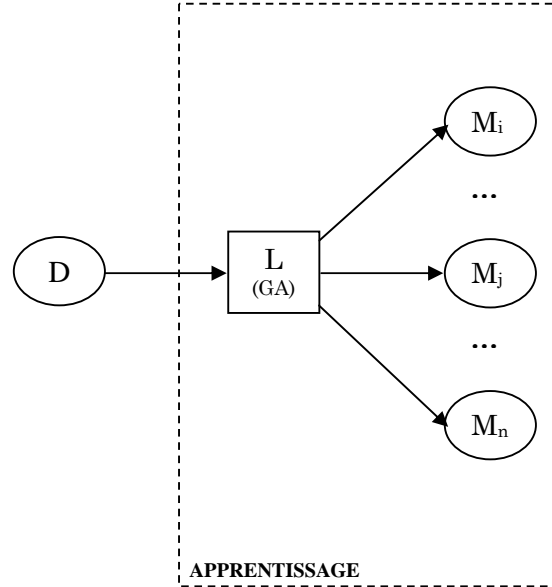 Mi
...
D
L
(GA)
Mj
...
Mn
APPRENTISSAGE